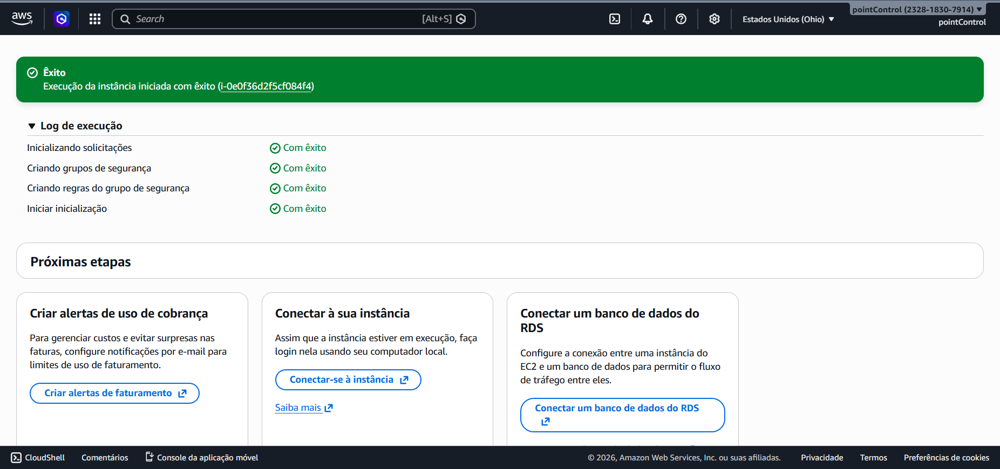 aws
Search
[Alt+S]
Estados Unidos (Ohio)
pointControl (2328-1830-7914)
pointControl
Êxito
Execução da instância iniciada com êxito (i-0e0f36d2f5cf084f4)
Log de execução
Inicializando solicitações
Com êxito
Criando grupos de segurança
Com êxito
Criando regras do grupo de segurança
Com êxito
Iniciar inicialização
Com êxito
Próximas etapas
Criar alertas de uso de cobrança
Para gerenciar custos e evitar surpresas nas
faturas, configure notificações por e-mail para
limites de uso de faturamento.
Criar alertas de faturamento
Conectar à sua instância
Assim que a instância estiver em execução, faça
login nela usando seu computador local.
Conectar-se à instância
Saiba mais
Conectar um banco de dados do
RDS
Configure a conexão entre uma instância do
EC2 e um banco de dados para permitir o fluxo
de tráfego entre eles.
Conectar um banco de dados do RDS
CloudShell
Comentários
Console da aplicação móvel
© 2026, Amazon Web Services, Inc. ou suas afiliadas.
Privacidade
Termos
Preferências de cookies